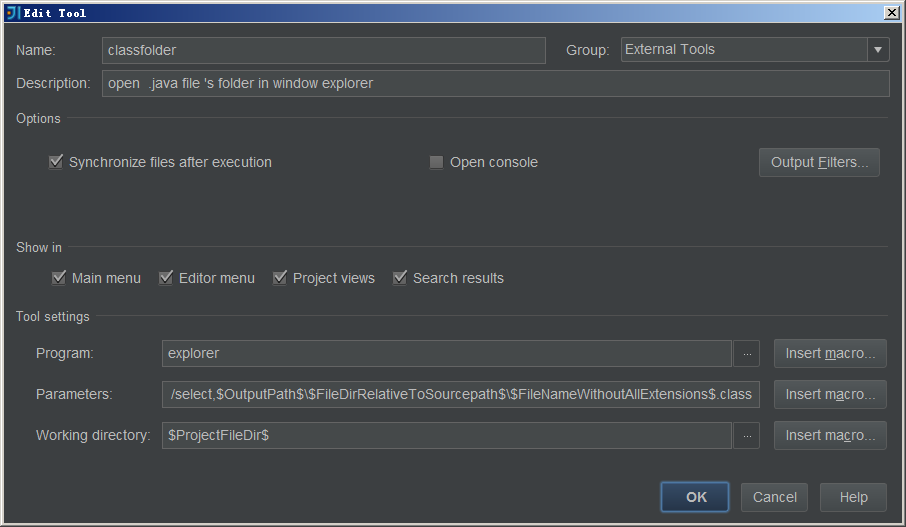 Edit Tool
Name: classfolder Group: External Tools
Description: open .java file 's folder in window explorer
Options
Synchronize files after execution Open console Output Filters...
Show in
Main menu Editor menu Project views Search results
Tool settings
Program: explorer ... Insert macro...
Parameters: /select,$OutputPath$\$FileDirRelativeToSourcepath$\$FileNameWithoutAllExtensions$.class Insert macro...
Working directory: $ProjectFileDir$ ... Insert macro...
OK Cancel Help